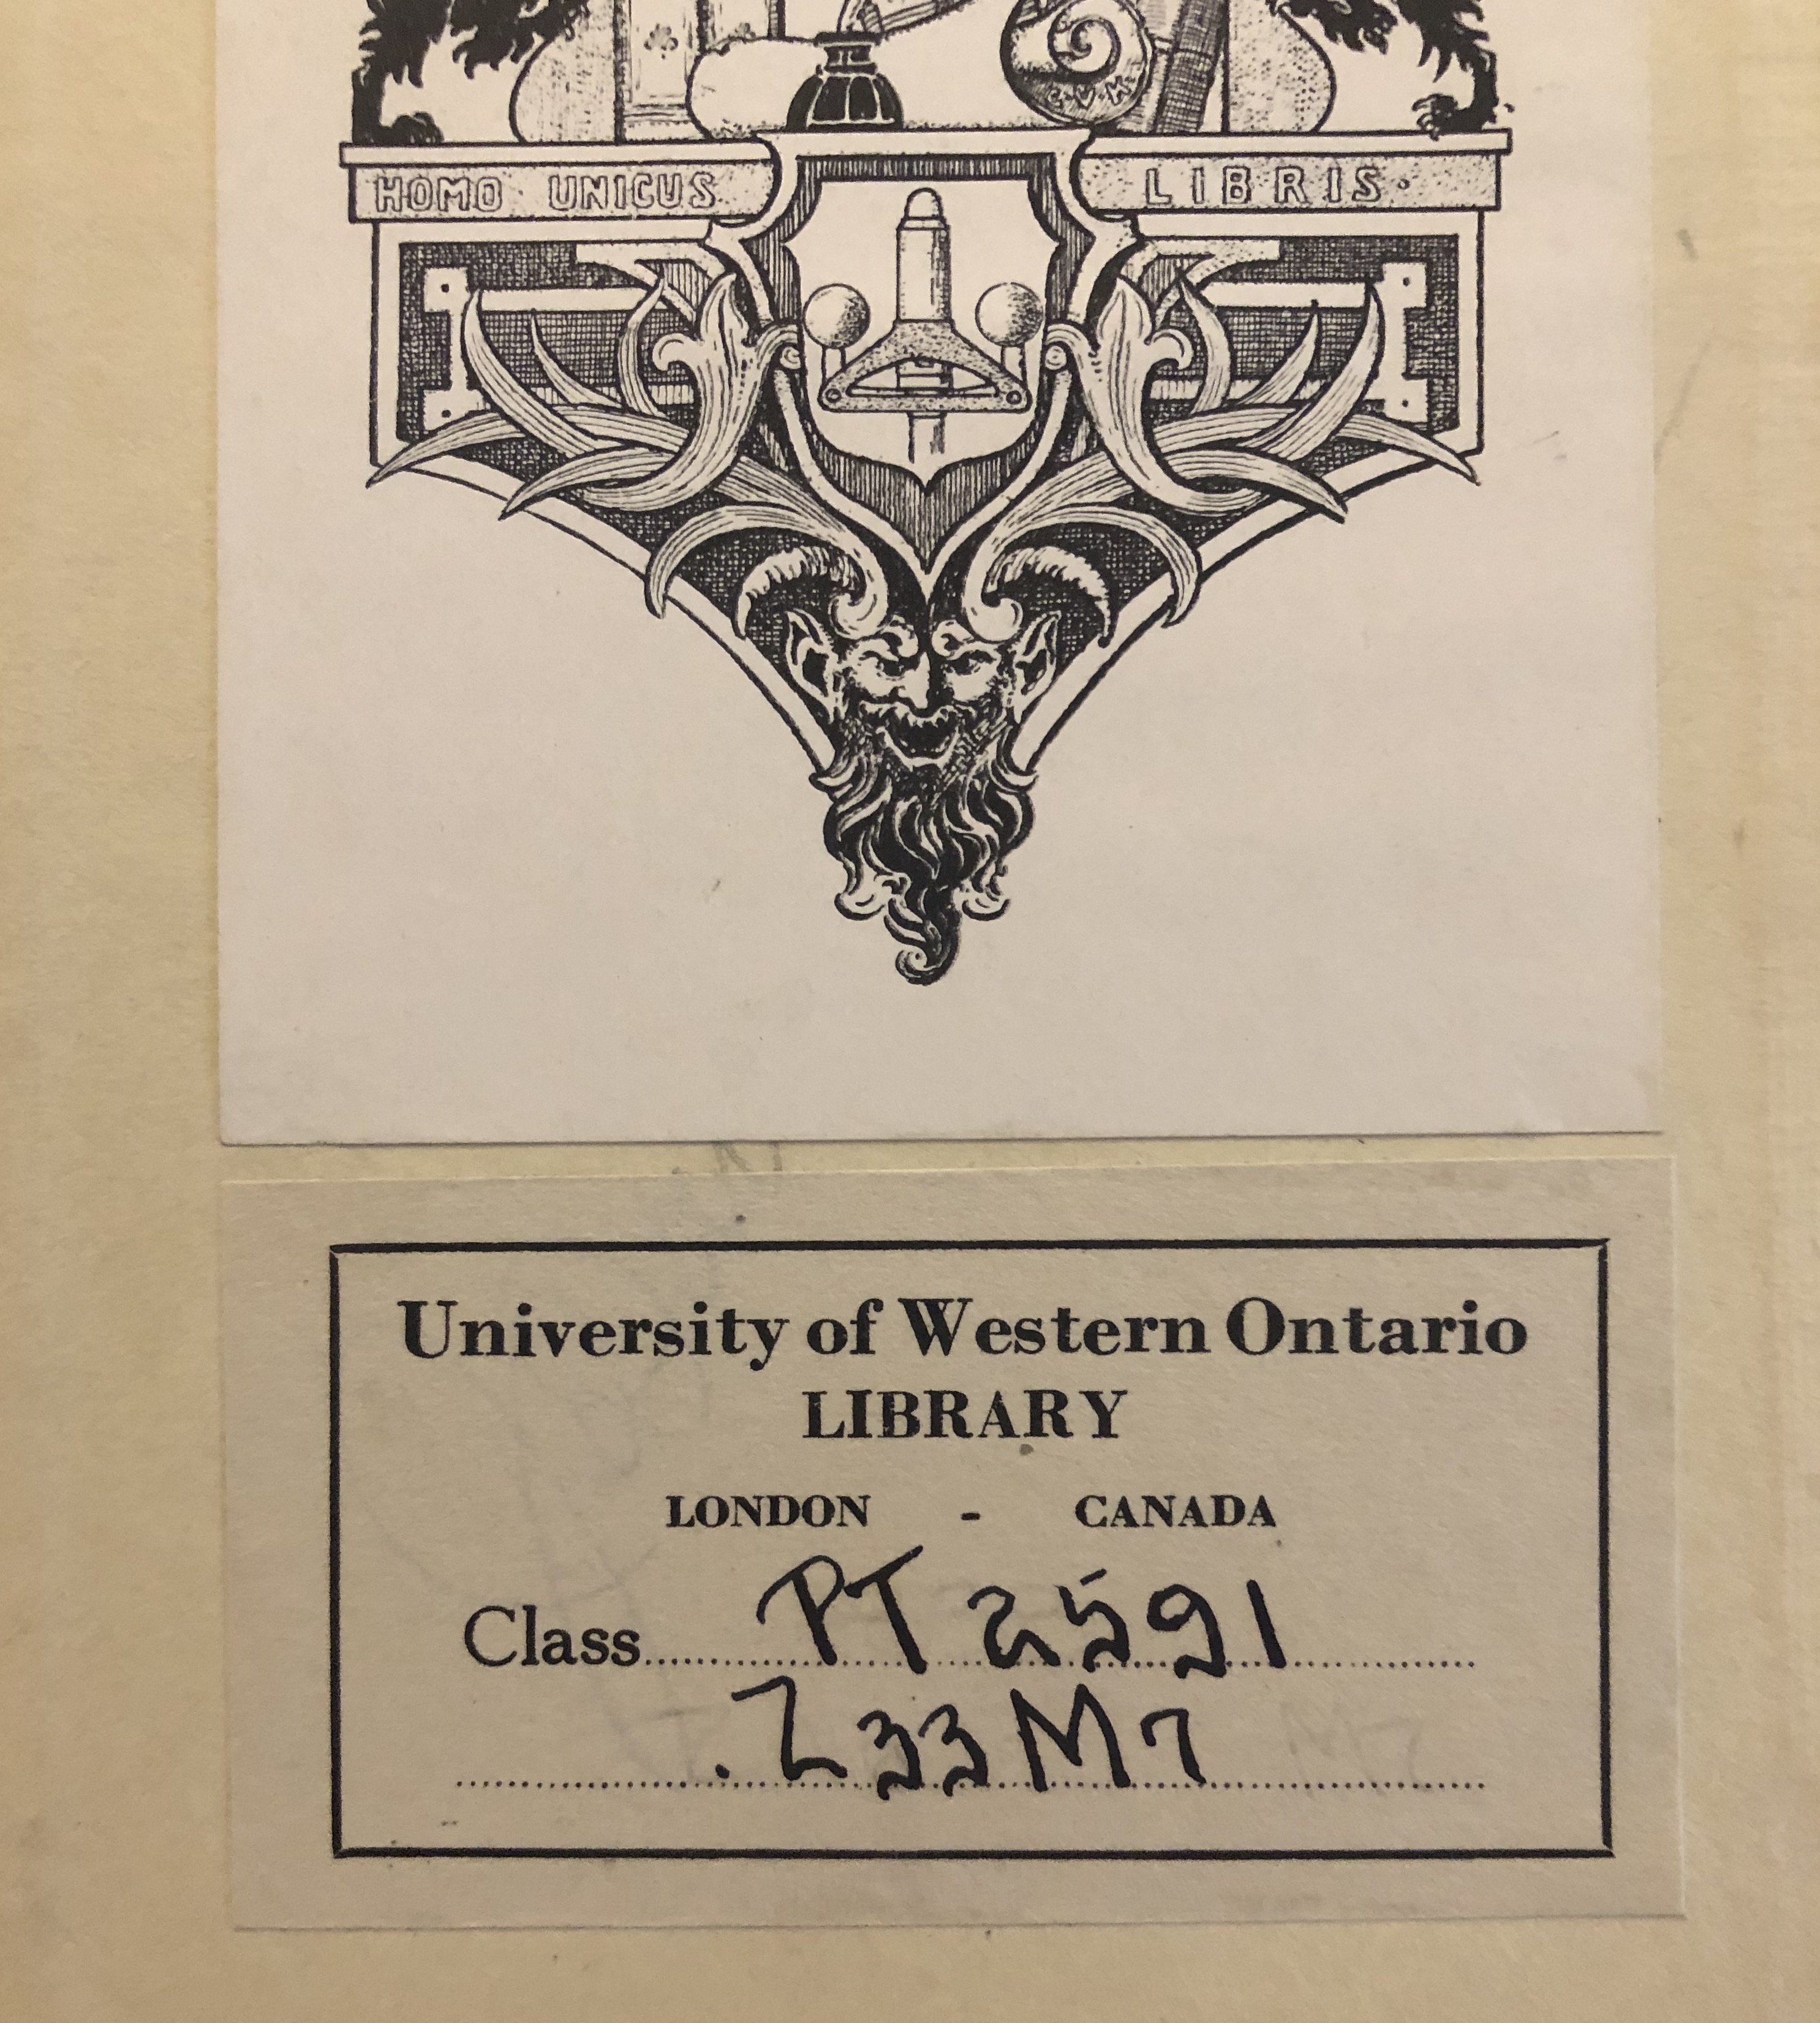 C.V.K.
HOMO UNICUS LIBRIS.
University of Western Ontario
LIBRARY
LONDON - CANADA
Class PT 2591
.Z33M7